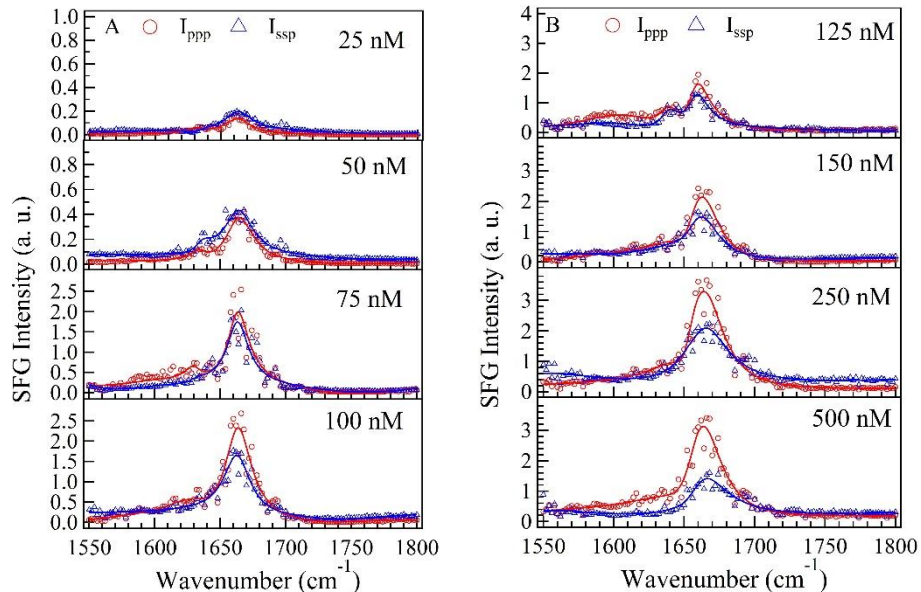 A I_ppp I_ssp
25 nM
1.0
0.8
0.6
0.4
0.2
0.0
50 nM
0.8
0.6
0.4
0.2
0.0
75 nM
2.5
2.0
1.5
1.0
0.5
0.0
100 nM
2.5
2.0
1.5
1.0
0.5
0.0
1550 1600 1650 1700 1750 1800
Wavenumber (cm⁻¹)
SFG Intensity (a. u.)
B I_ppp I_ssp
125 nM
4
3
2
1
0
150 nM
3
2
1
0
250 nM
3
2
1
0
500 nM
3
2
1
0
1550 1600 1650 1700 1750 1800
Wavenumber (cm⁻¹)
SFG Intensity (a. u.)